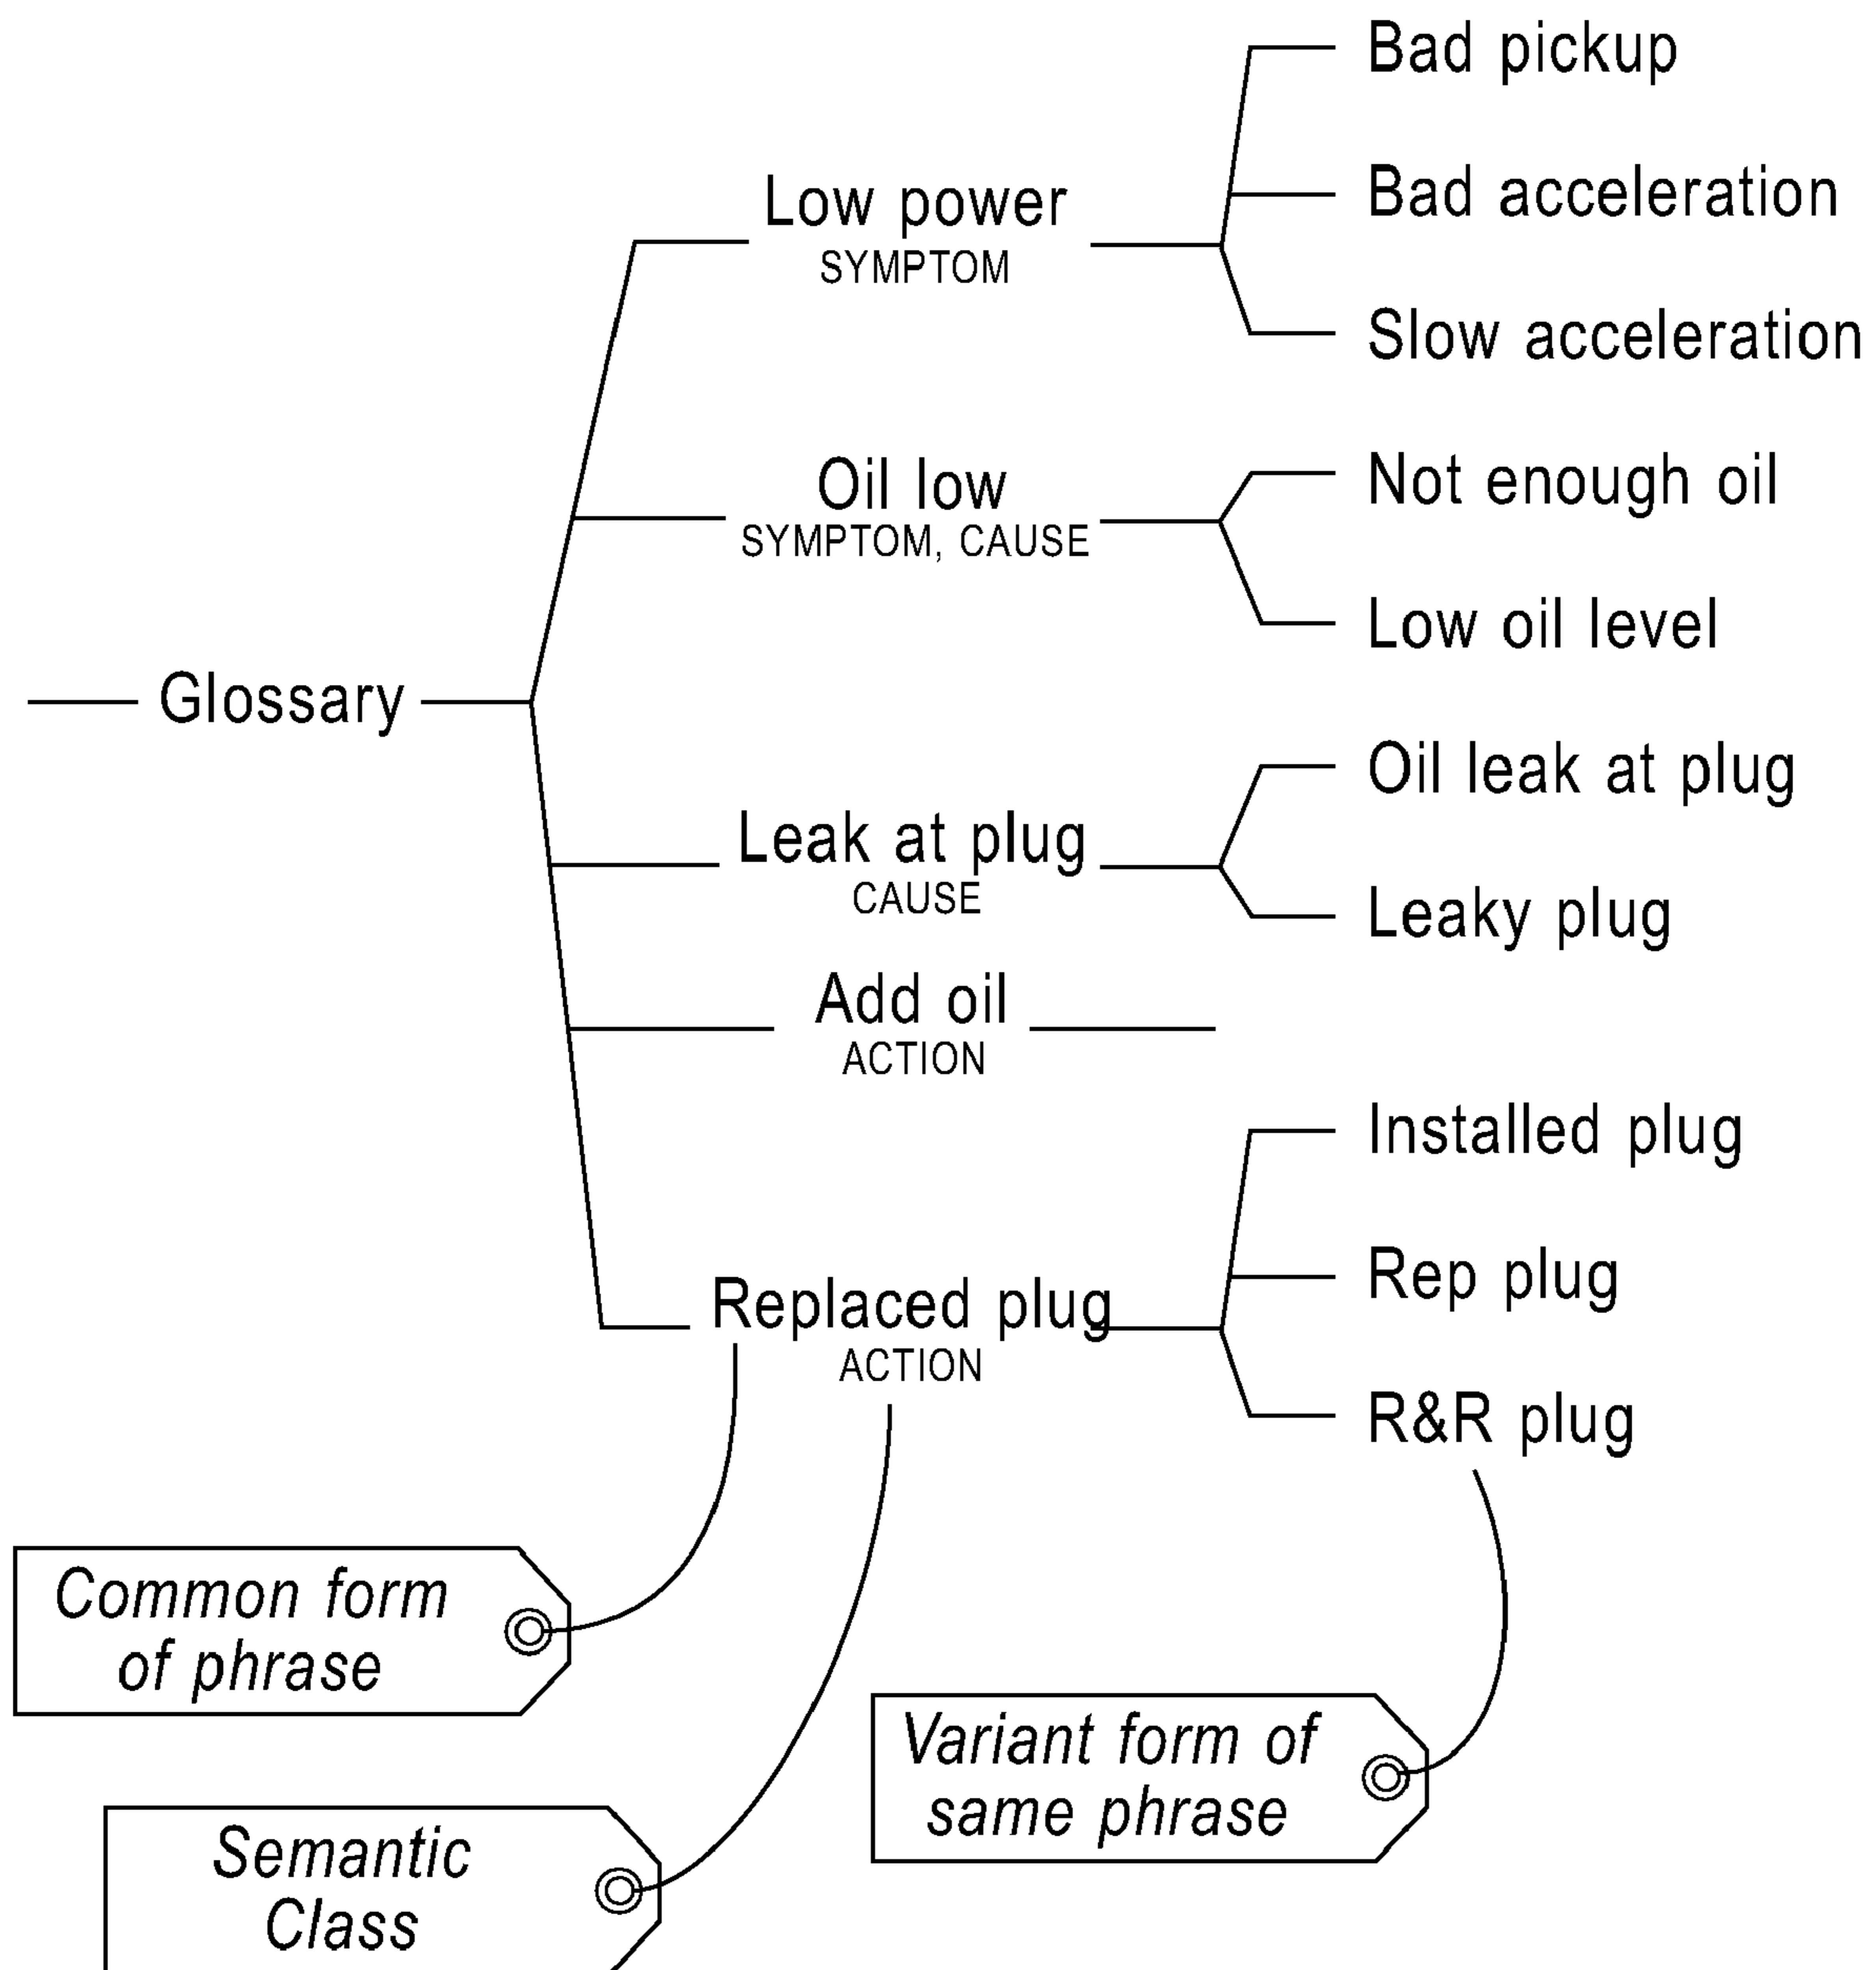 Bad pickup
Low power
SYMPTOM
Bad acceleration
Slow acceleration
Oil low
SYMPTOM, CAUSE
Not enough oil
Low oil level
Glossary
Leak at plug
CAUSE
Oil leak at plug
Leaky plug
Add oil
ACTION
Replaced plug
ACTION
Installed plug
Rep plug
R&R plug
Common form
of phrase
Variant form of
same phrase
Semantic
Class